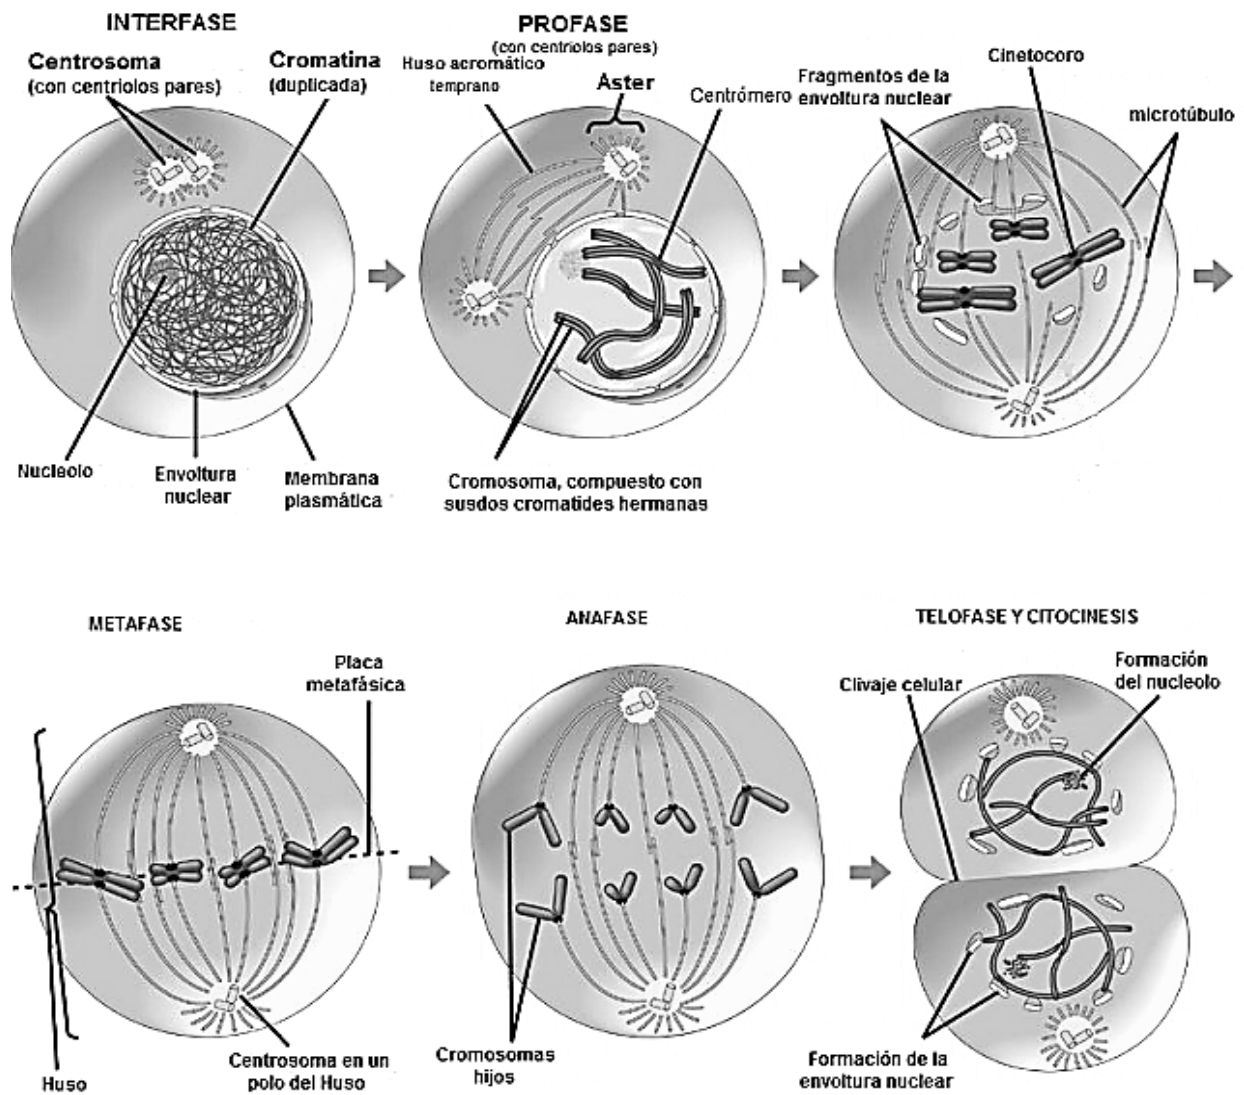 INTERFASE
Centrosoma
(con centriolos pares)
Cromatina
(duplicada)
Nucleolo
Envoltura
nuclear
Membrana
plasmática
PROFASE
(con centriolos pares)
Huso acromático
temprano
Aster
Centrómero
Cromosoma, compuesto con
susdos cromatides hermanas
Fragmentos de la
envoltura nuclear
Cinetocoro
microtúbulo
METAFASE
Placa
metafásica
Huso
Centrosoma en un
polo del Huso
ANAFASE
Cromosomas
hijos
TELOFASE Y CITOCINESIS
Clivaje celular
Formación
del nucleolo
Formación de la
envoltura nuclear